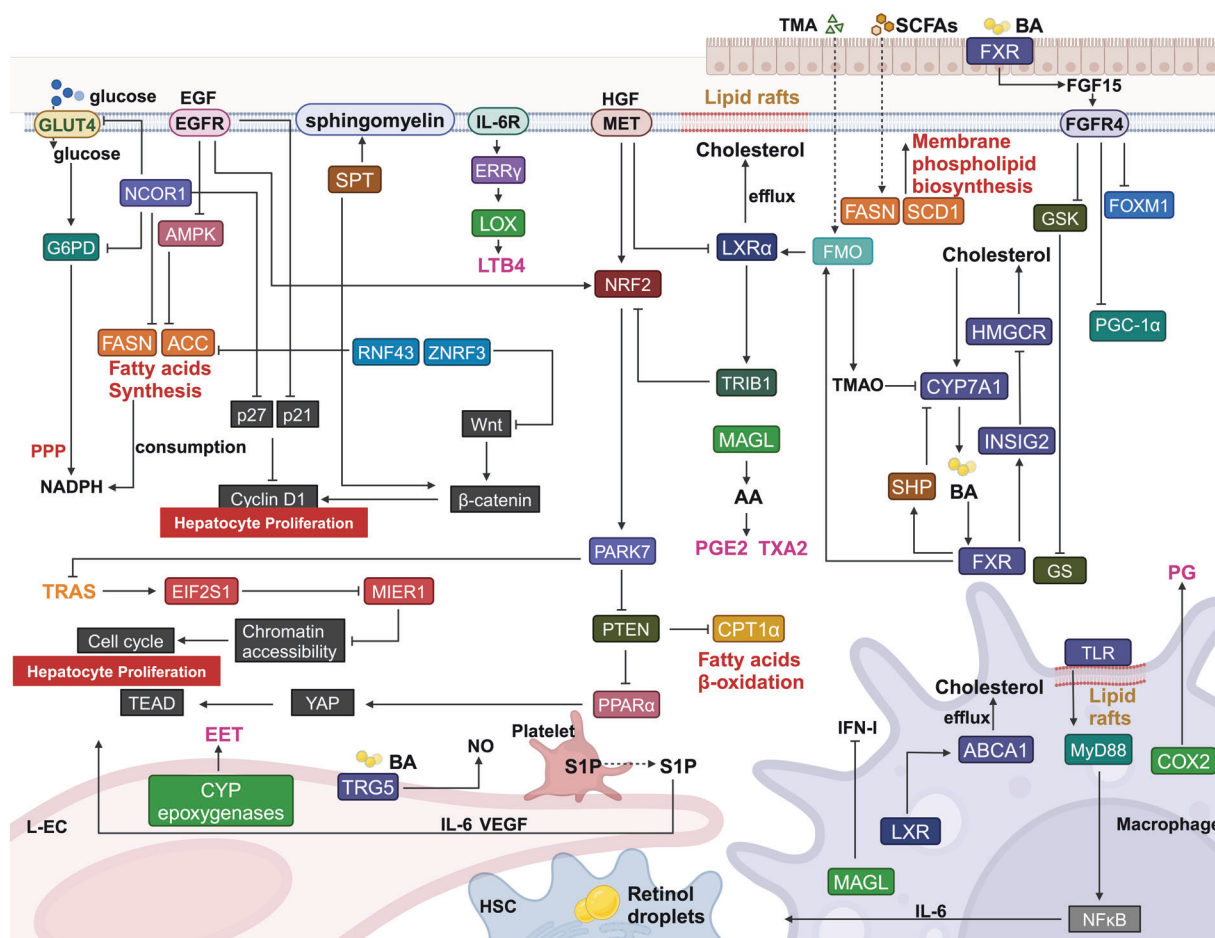 TMA
SCFAs
BA
FXR
glucose
EGF
HGF
Lipid rafts
FGF15
GLUT4
EGFR
sphingomyelin
IL-6R
MET
FGFR4
glucose
Cholesterol
Membrane
phospholipid
biosynthesis
NCOR1
SPT
ERRγ
efflux
FASN
SCD1
GSK
FOXM1
AMPK
LOX
G6PD
LXRα
FMO
Cholesterol
LTB4
NRF2
PGC-1α
HMGCR
FASN
ACC
RNF43
ZNRF3
Fatty acids
Synthesis
TRIB1
TMAO
CYP7A1
p27
p21
Wnt
MAGL
INSIG2
PPP
consumption
NADPH
SHP
BA
AA
Cyclin D1
β-catenin
Hepatocyte Proliferation
PARK7
PGE2 TXA2
FXR
GS
PG
TRAS
EIF2S1
MIER1
Cell cycle
Chromatin
accessibility
PTEN
CPT1α
TLR
Hepatocyte Proliferation
Fatty acids
β-oxidation
TEAD
YAP
PPARα
Cholesterol
efflux
Lipid
rafts
EET
Platelet
IFN-I
BA
NO
ABCA1
MyD88
COX2
S1P
S1P
TRG5
CYP
epoxygenases
L-EC
IL-6 VEGF
LXR
Macrophage
MAGL
HSC
Retinol
droplets
IL-6
NFκB